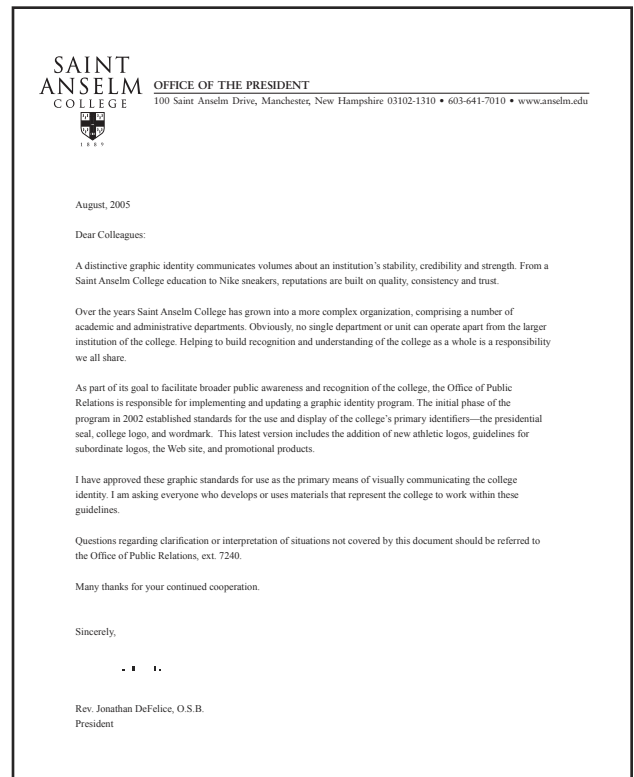 SAINT
ANSELM
COLLEGE
1889
OFFICE OF THE PRESIDENT
100 Saint Anselm Drive, Manchester, New Hampshire 03102-1310 • 603-641-7010 • www.anselm.edu
August, 2005
Dear Colleagues:
A distinctive graphic identity communicates volumes about an institution’s stability, credibility and strength. From a
Saint Anselm College education to Nike sneakers, reputations are built on quality, consistency and trust.
Over the years Saint Anselm College has grown into a more complex organization, comprising a number of
academic and administrative departments. Obviously, no single department or unit can operate apart from the larger
institution of the college. Helping to build recognition and understanding of the college as a whole is a responsibility
we all share.
As part of its goal to facilitate broader public awareness and recognition of the college, the Office of Public
Relations is responsible for implementing and updating a graphic identity program. The initial phase of the
program in 2002 established standards for the use and display of the college’s primary identifiers—the presidential
seal, college logo, and wordmark.  This latest version includes the addition of new athletic logos, guidelines for
subordinate logos, the Web site, and promotional products.
I have approved these graphic standards for use as the primary means of visually communicating the college
identity. I am asking everyone who develops or uses materials that represent the college to work within these
guidelines.
Questions regarding clarification or interpretation of situations not covered by this document should be referred to
the Office of Public Relations, ext. 7240.
Many thanks for your continued cooperation.
Sincerely,
Rev. Jonathan DeFelice, O.S.B.
President